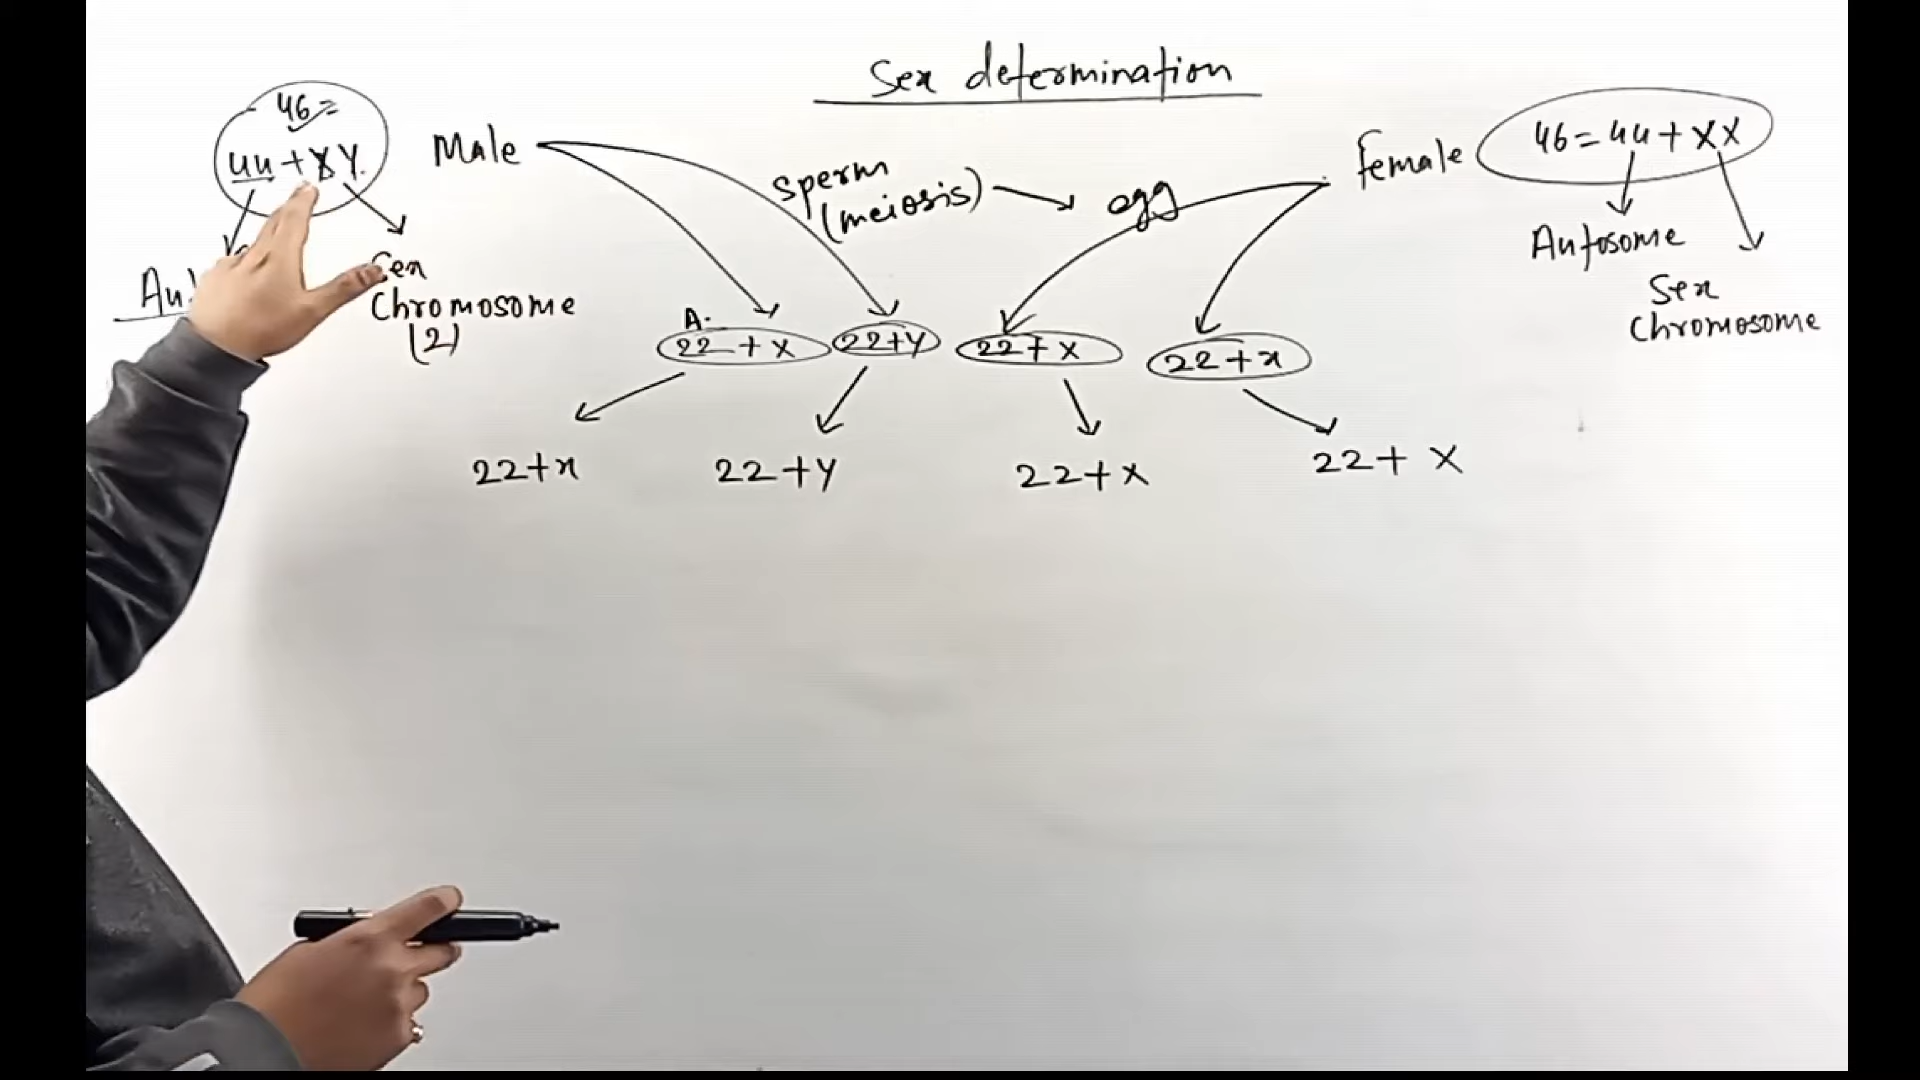 Sex determination
46=
44+XY.
Male
Sex
Chromosome
(2)
sperm
(meiosis)
egg
Female
46=44+XX
Autosome
Sex
Chromosome
A.
22+X
22+Y
22+X
22+x
22+x
22+y
22+X
22+ X